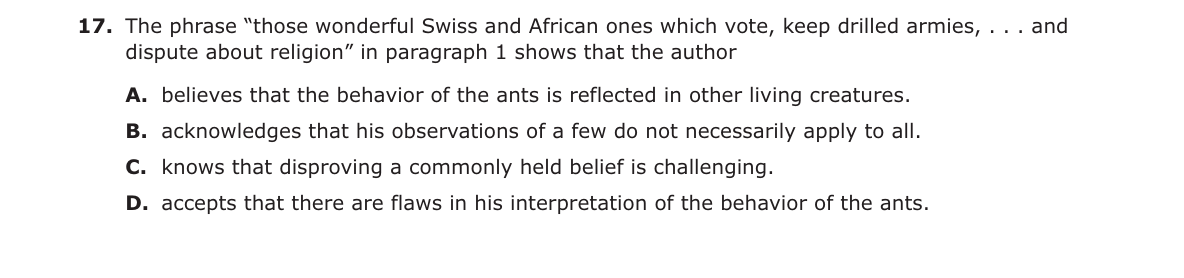 17. The phrase “those wonderful Swiss and African ones which vote, keep drilled armies, . . . and
dispute about religion” in paragraph 1 shows that the author
A. believes that the behavior of the ants is reflected in other living creatures.
B. acknowledges that his observations of a few do not necessarily apply to all.
C. knows that disproving a commonly held belief is challenging.
D. accepts that there are flaws in his interpretation of the behavior of the ants.